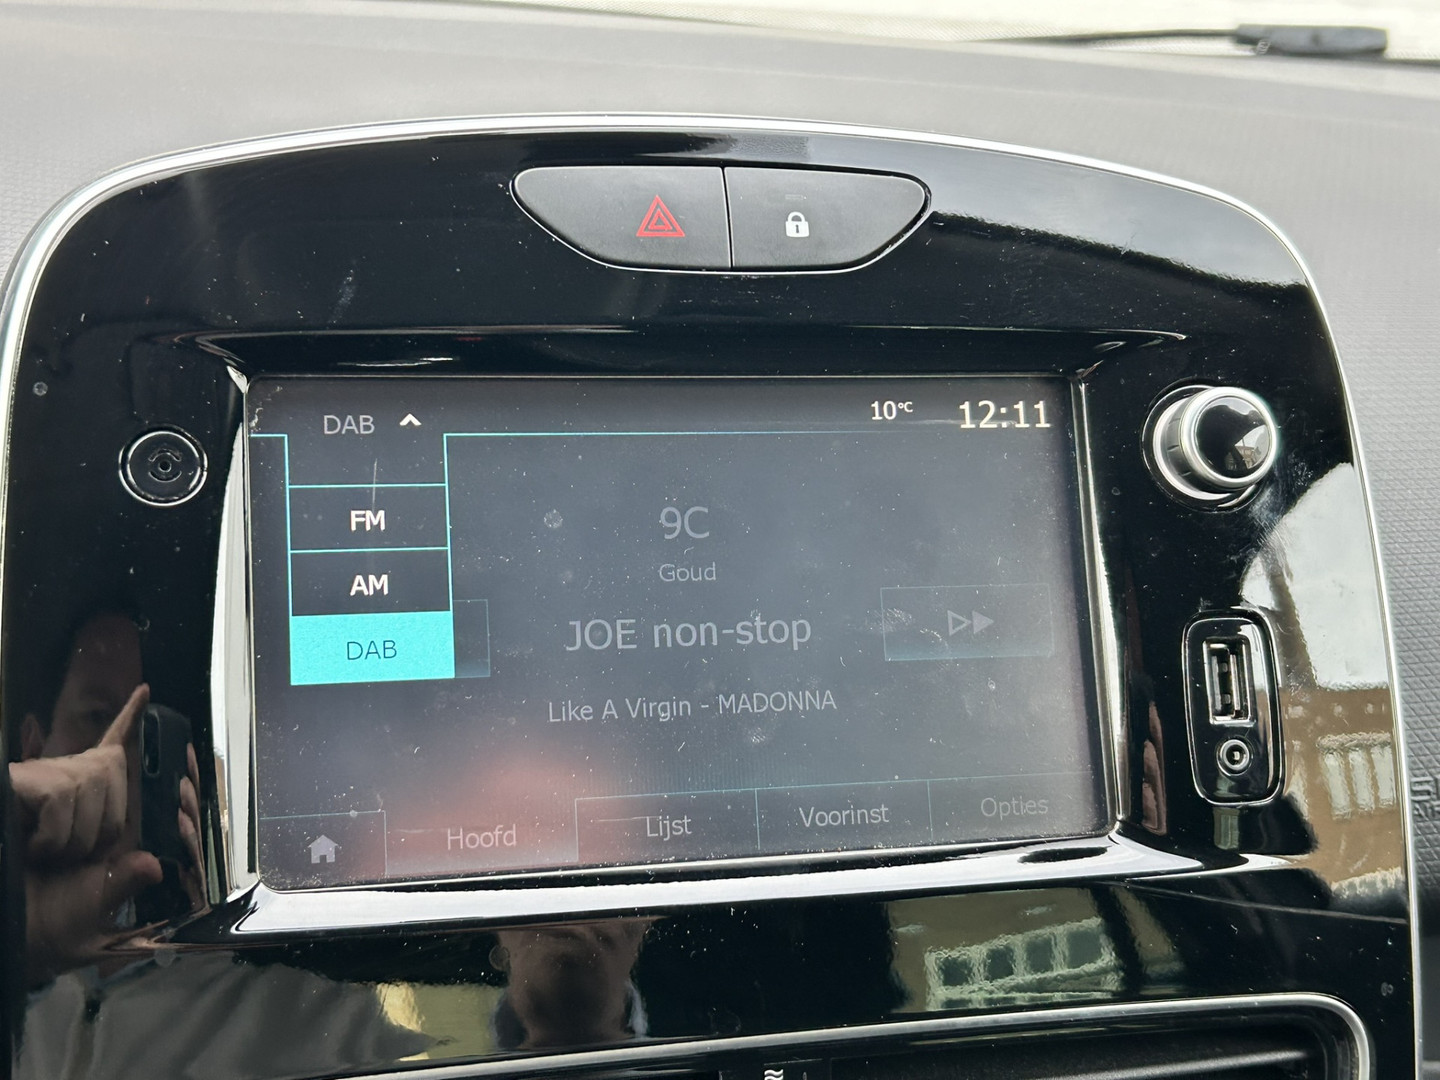 DAB
10°C
12:11
FM
AM
DAB
9C
Goud
JOE non-stop
Like A Virgin - MADONNA
Hoofd
Lijst
Voorinst
Opties